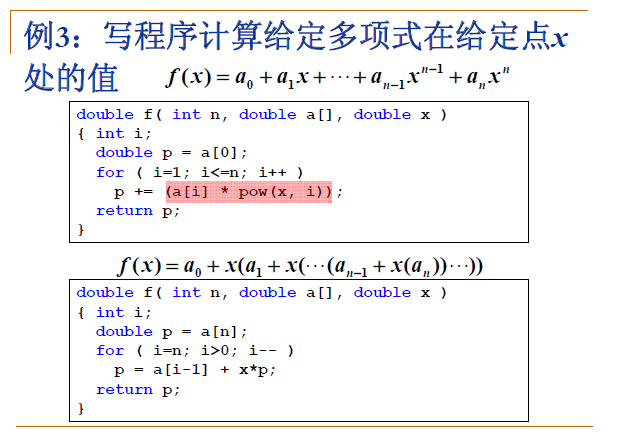 例3：写程序计算给定多项式在给定点x
处的值 f(x) = a₀ + a₁x + ⋯ + aₙ₋₁xⁿ⁻¹ + aₙxⁿ
double f( int n, double a[], double x )
{ int i;
  double p = a[0];
  for ( i=1; i<=n; i++ )
    p += (a[i] * pow(x, i));
  return p;
}
f(x) = a₀ + x(a₁ + x(⋯(aₙ₋₁ + x(aₙ))⋯))
double f( int n, double a[], double x )
{ int i;
  double p = a[n];
  for ( i=n; i>0; i-- )
    p = a[i-1] + x*p;
  return p;
}